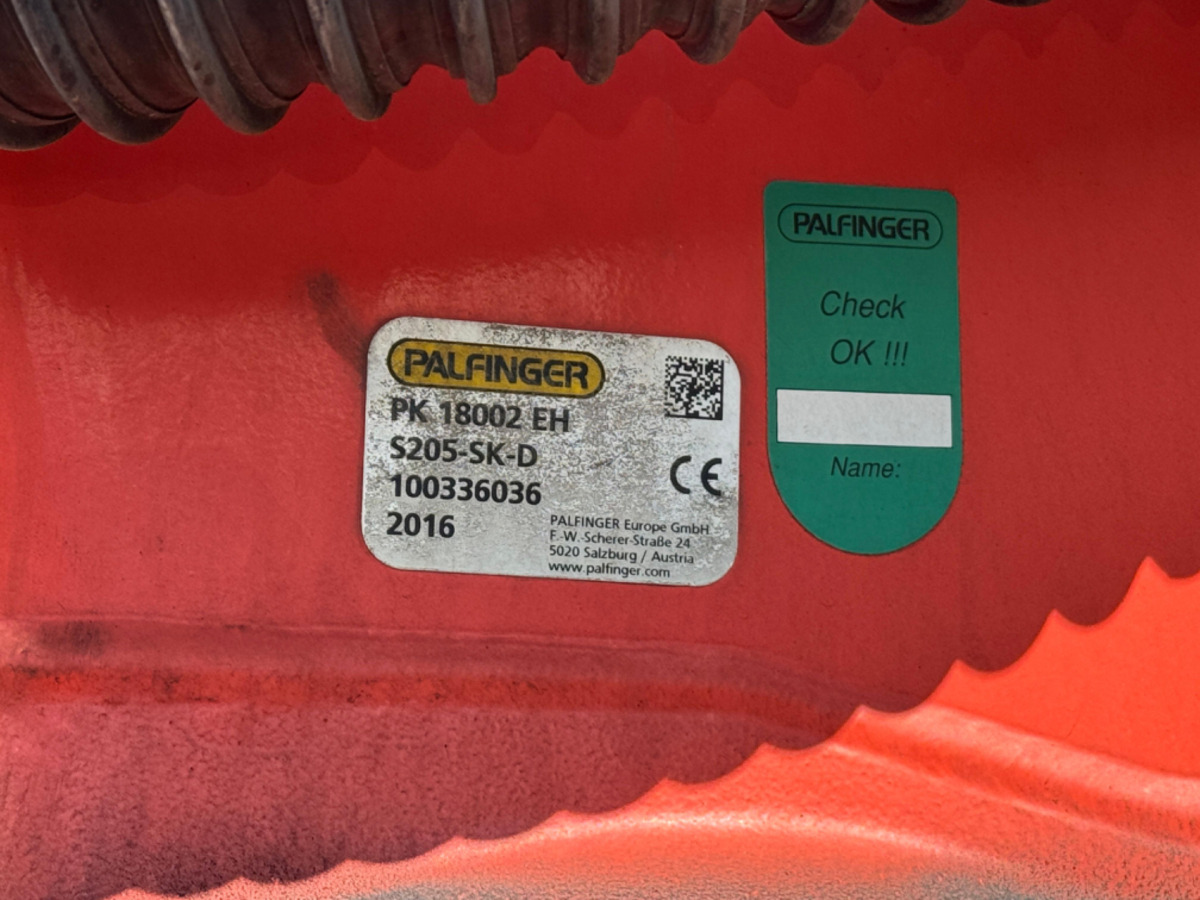 PALFINGER
PK 18002 EH
S205-SK-D
100336036
2016
CE
PALFINGER Europe GmbH
F.-W.-Scherer-Straße 24
5020 Salzburg / Austria
www.palfinger.com
PALFINGER
Check
OK !!!
Name: